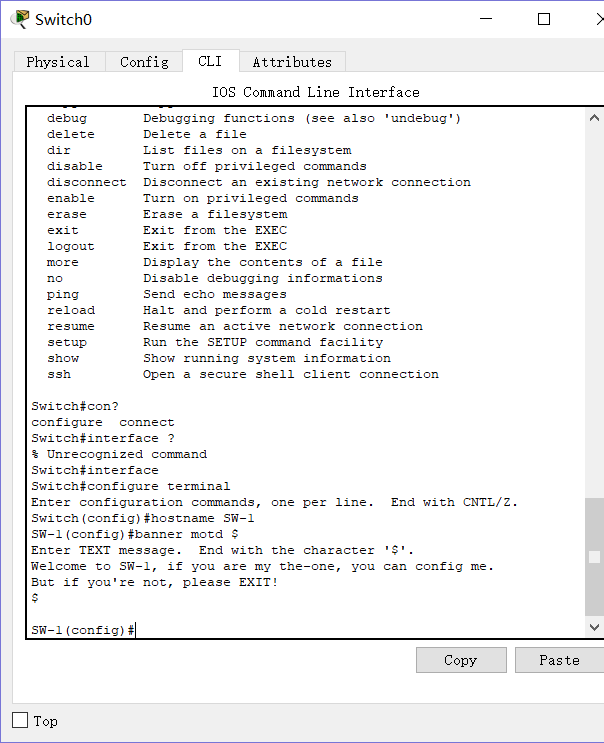 Switch0
Physical Config CLI Attributes
IOS Command Line Interface
debug Debugging functions (see also 'undebug')
delete Delete a file
dir List files on a filesystem
disable Turn off privileged commands
disconnect Disconnect an existing network connection
enable Turn on privileged commands
erase Erase a filesystem
exit Exit from the EXEC
logout Exit from the EXEC
more Display the contents of a file
no Disable debugging informations
ping Send echo messages
reload Halt and perform a cold restart
resume Resume an active network connection
setup Run the SETUP command facility
show Show running system information
ssh Open a secure shell client connection
Switch#con?
configure connect
Switch#interface ?
% Unrecognized command
Switch#interface
Switch#configure terminal
Enter configuration commands, one per line. End with CNTL/Z.
Switch(config)#hostname SW-1
SW-1(config)#banner motd $
Enter TEXT message. End with the character '$'.
Welcome to SW-1, if you are my the-one, you can config me.
But if you're not, please EXIT!
$
SW-1(config)#
Copy Paste
Top